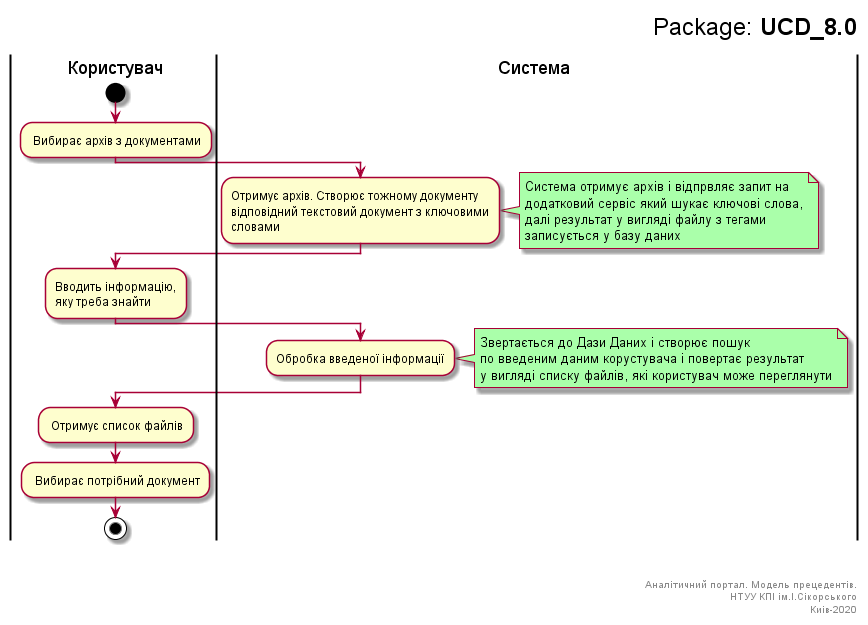 Package: UCD_8.0
Користувач
Система
Вибирає архів з документами
Отримує архів. Створює тожному документу
відповідний текстовий документ з ключовими
словами
Система отримує архів і відпрвляє запит на
додатковий сервіс який шукає ключові слова,
далі результат у вигляді файлу з тегами
записується у базу даних
Вводить інформацію,
яку треба знайти
Обробка введеної інформації
Звертається до Дази Даних і створює пошук
по введеним даним корустувача і повертає результат
у вигляді списку файлів, які користувач може переглянути
Отримує список файлів
Вибирає потрібний документ
Аналітичний портал. Модель прецедентів.
НТУУ КПІ ім.І.Сікорського
Київ-2020